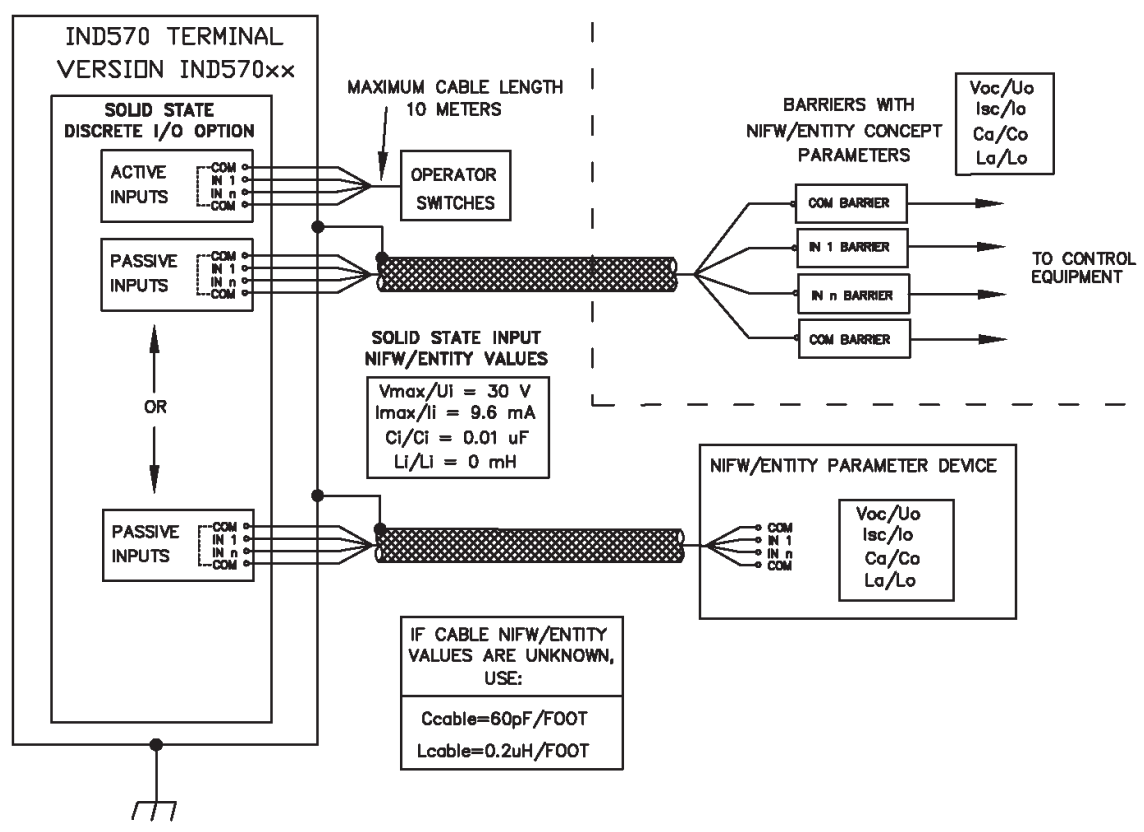 IND570 TERMINAL
VERSION IND570xx
SOLID STATE
DISCRETE I/O OPTION
ACTIVE
INPUTS
COM
IN 1
IN n
COM
MAXIMUM CABLE LENGTH
10 METERS
OPERATOR
SWITCHES
PASSIVE
INPUTS
COM
IN 1
IN n
COM
BARRIERS WITH
NIFW/ENTITY CONCEPT
PARAMETERS
Voc/Uo
Isc/Io
Ca/Co
La/Lo
COM BARRIER
IN 1 BARRIER
IN n BARRIER
COM BARRIER
TO CONTROL
EQUIPMENT
OR
SOLID STATE INPUT
NIFW/ENTITY VALUES
Vmax/Ui = 30 V
Imax/Ii = 9.6 mA
Ci/Ci = 0.01 uF
Li/Li = 0 mH
PASSIVE
INPUTS
COM
IN 1
IN n
COM
NIFW/ENTITY PARAMETER DEVICE
COM
IN 1
IN n
COM
Voc/Uo
Isc/Io
Ca/Co
La/Lo
IF CABLE NIFW/ENTITY
VALUES ARE UNKNOWN,
USE:
Ccable=60pF/FOOT
Lcable=0.2uH/FOOT